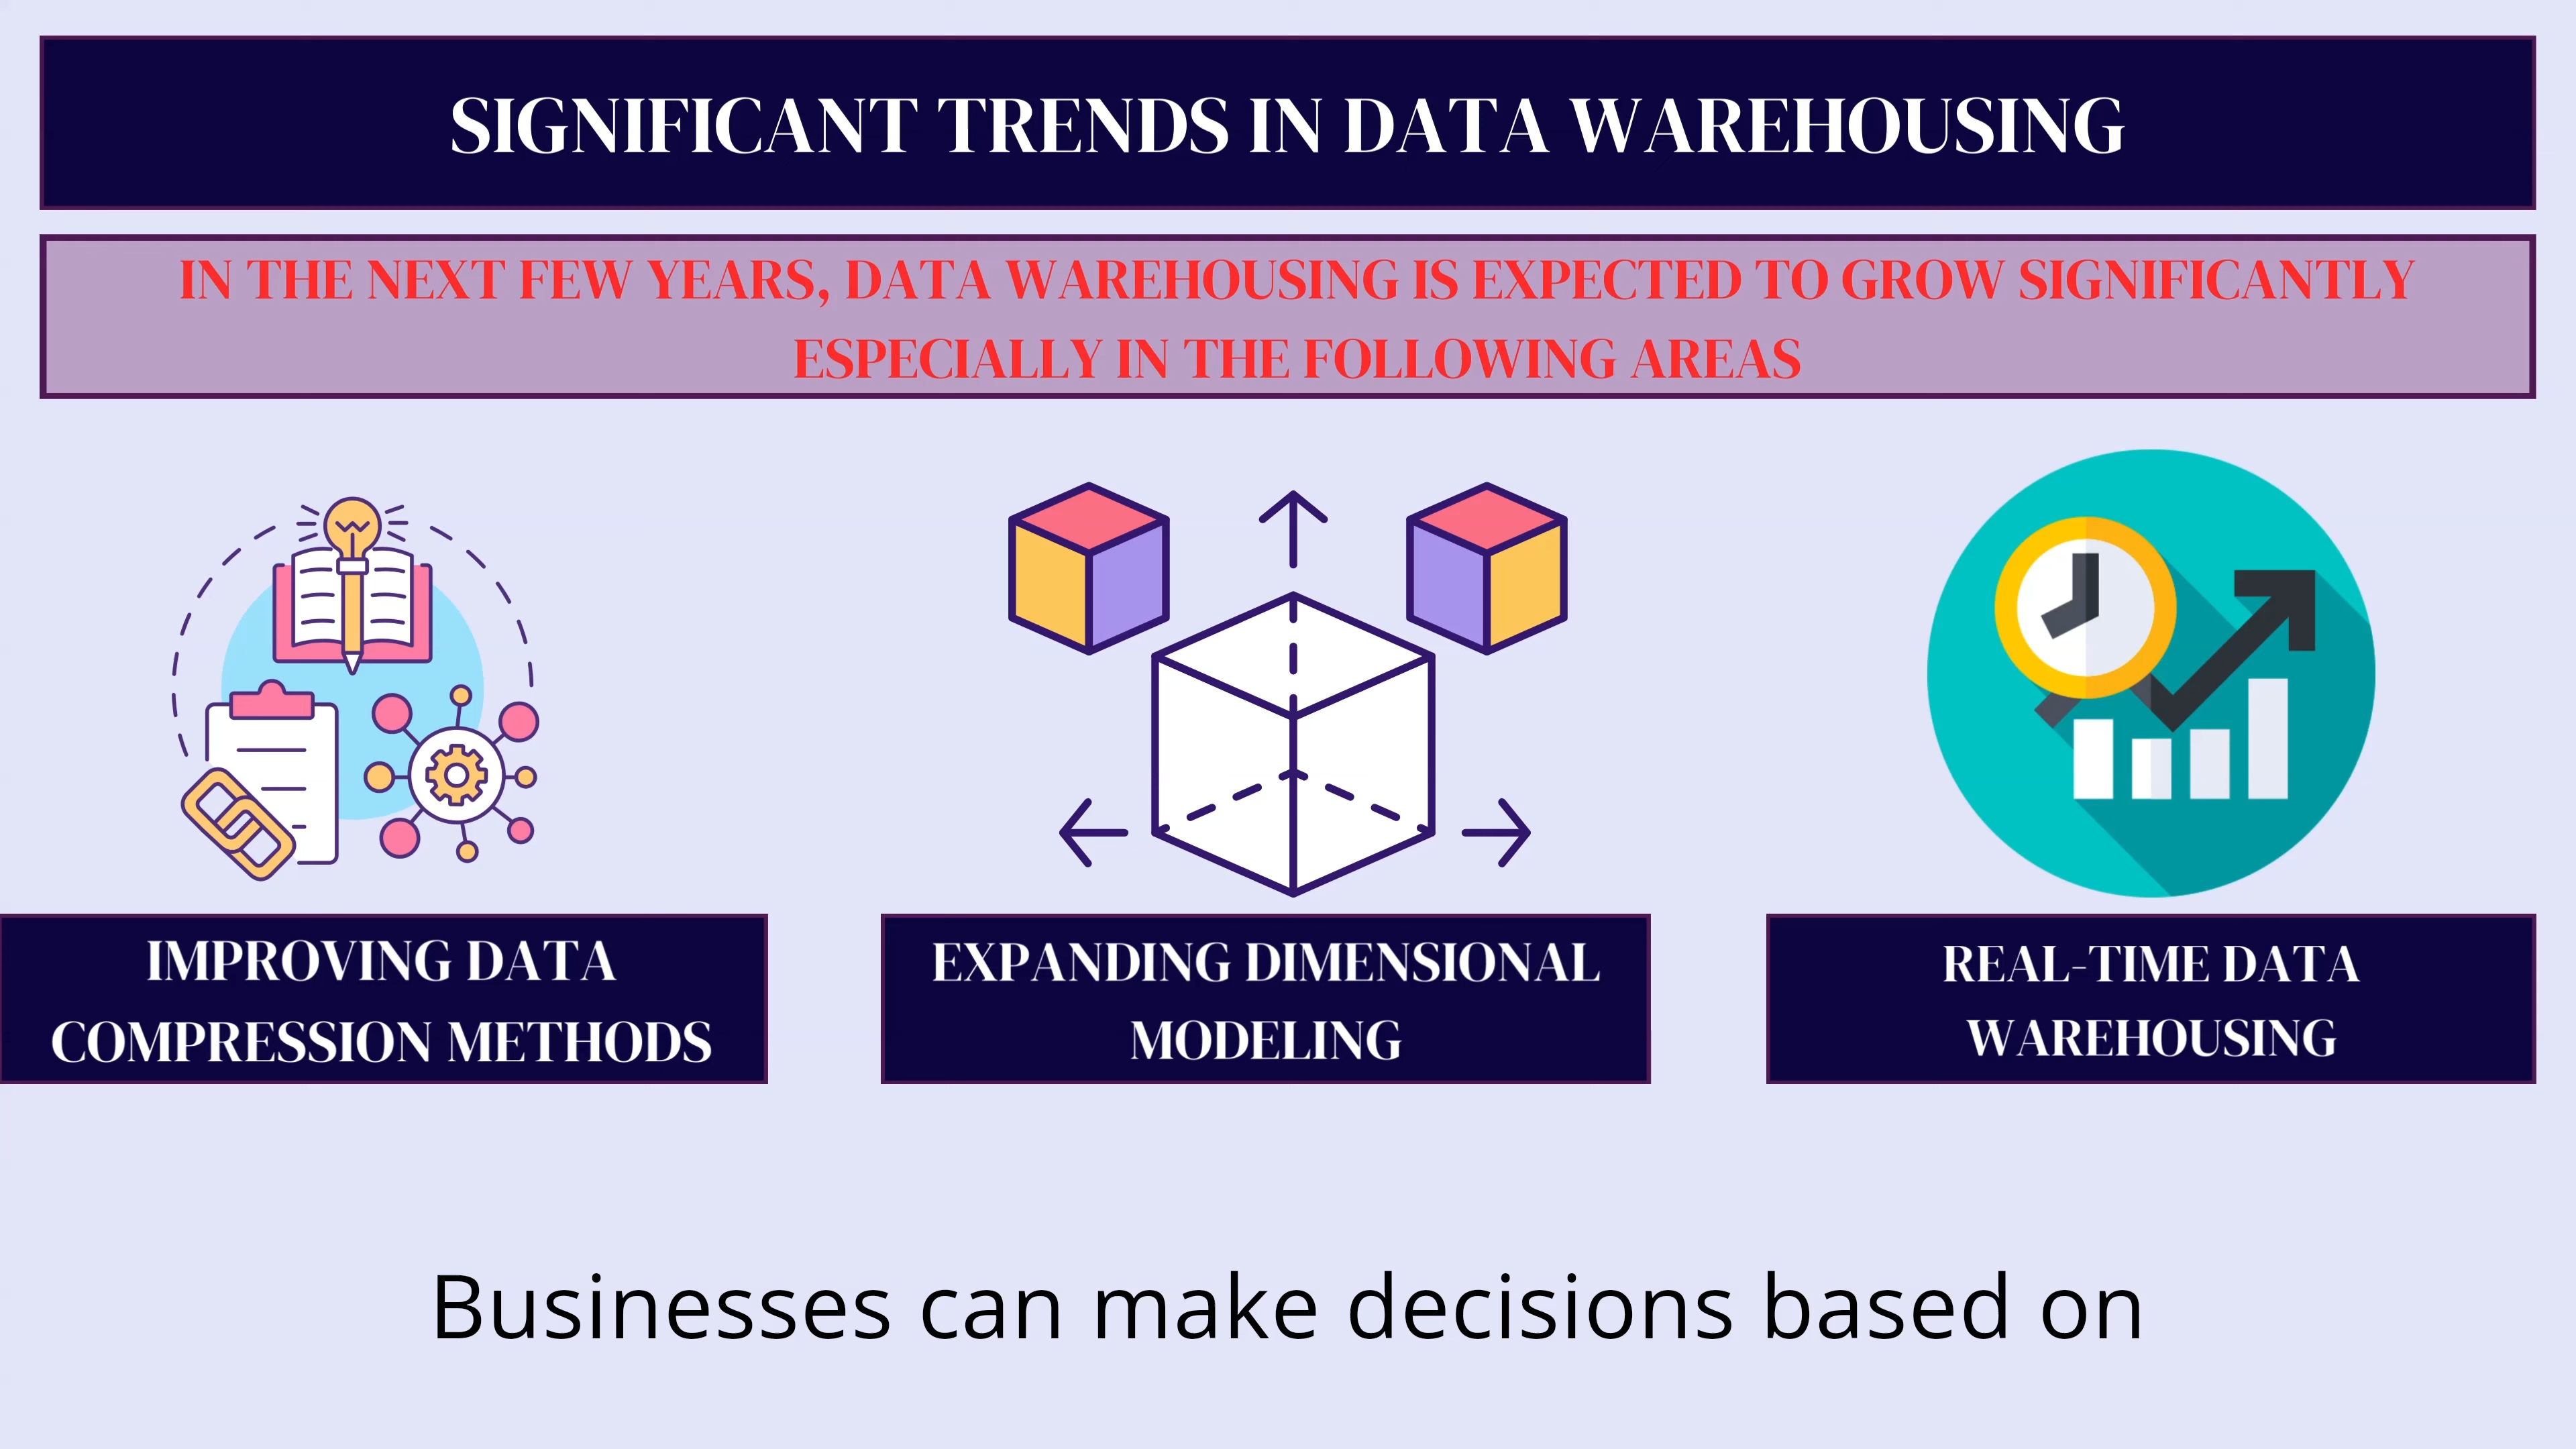 SIGNIFICANT TRENDS IN DATA WAREHOUSING
IN THE NEXT FEW YEARS, DATA WAREHOUSING IS EXPECTED TO GROW SIGNIFICANTLY
ESPECIALLY IN THE FOLLOWING AREAS
IMPROVING DATA
COMPRESSION METHODS
EXPANDING DIMENSIONAL
MODELING
REAL-TIME DATA
WAREHOUSING
Businesses can make decisions based on